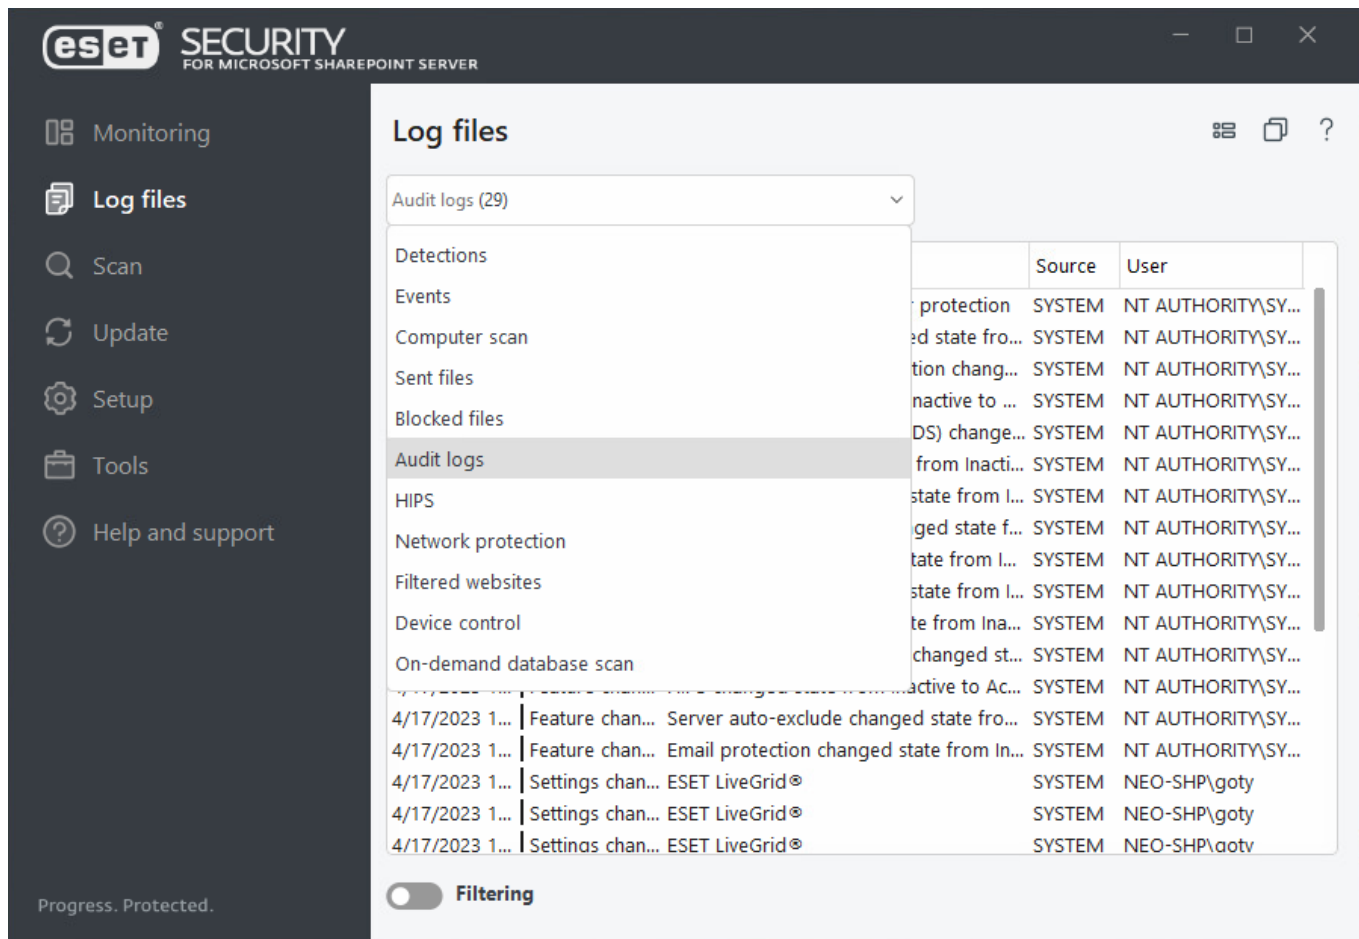 eset® SECURITY
FOR MICROSOFT SHAREPOINT SERVER
Monitoring
Log files
Scan
Update
Setup
Tools
Help and support
Progress. Protected.
Log files
?
Audit logs (29)
Detections
Events
Computer scan
Sent files
Blocked files
Audit logs
HIPS
Network protection
Filtered websites
Device control
On-demand database scan
Source User
protection SYSTEM NT AUTHORITY\SY...
ed state fro... SYSTEM NT AUTHORITY\SY...
tion chang... SYSTEM NT AUTHORITY\SY...
nactive to ... SYSTEM NT AUTHORITY\SY...
DS) change... SYSTEM NT AUTHORITY\SY...
from Inacti... SYSTEM NT AUTHORITY\SY...
state from I... SYSTEM NT AUTHORITY\SY...
ged state f... SYSTEM NT AUTHORITY\SY...
tate from I... SYSTEM NT AUTHORITY\SY...
state from I... SYSTEM NT AUTHORITY\SY...
te from Ina... SYSTEM NT AUTHORITY\SY...
changed st... SYSTEM NT AUTHORITY\SY...
active to Ac... SYSTEM NT AUTHORITY\SY...
4/17/2023 1... Feature chan... Server auto-exclude changed state fro... SYSTEM NT AUTHORITY\SY...
4/17/2023 1... Feature chan... Email protection changed state from In... SYSTEM NT AUTHORITY\SY...
4/17/2023 1... Settings chan... ESET LiveGrid® SYSTEM NEO-SHP\goty
4/17/2023 1... Settings chan... ESET LiveGrid® SYSTEM NEO-SHP\goty
4/17/2023 1... Settings chan... ESET LiveGrid® SYSTEM NEO-SHP\goty
Filtering